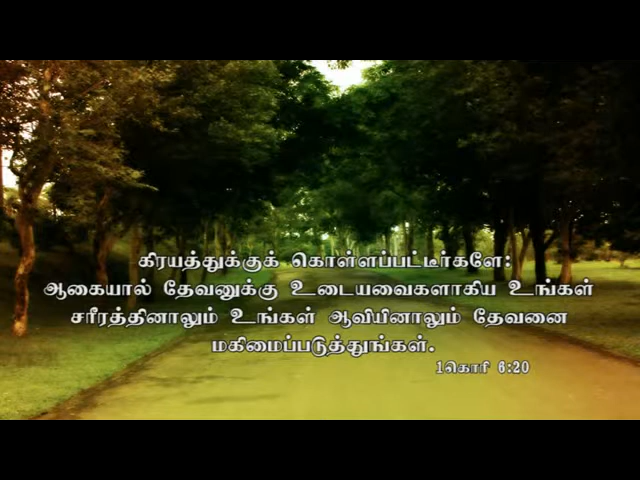 கிரயத்துக்குக் கொள்ளப்பட்டீர்களே:
ஆகையால் தேவனுக்கு உடையவைகளாகிய உங்கள்
சரீரத்தினாலும் உங்கள் ஆவியினாலும் தேவனை
மகிமைப்படுத்துங்கள்.
1கொரி 6:20